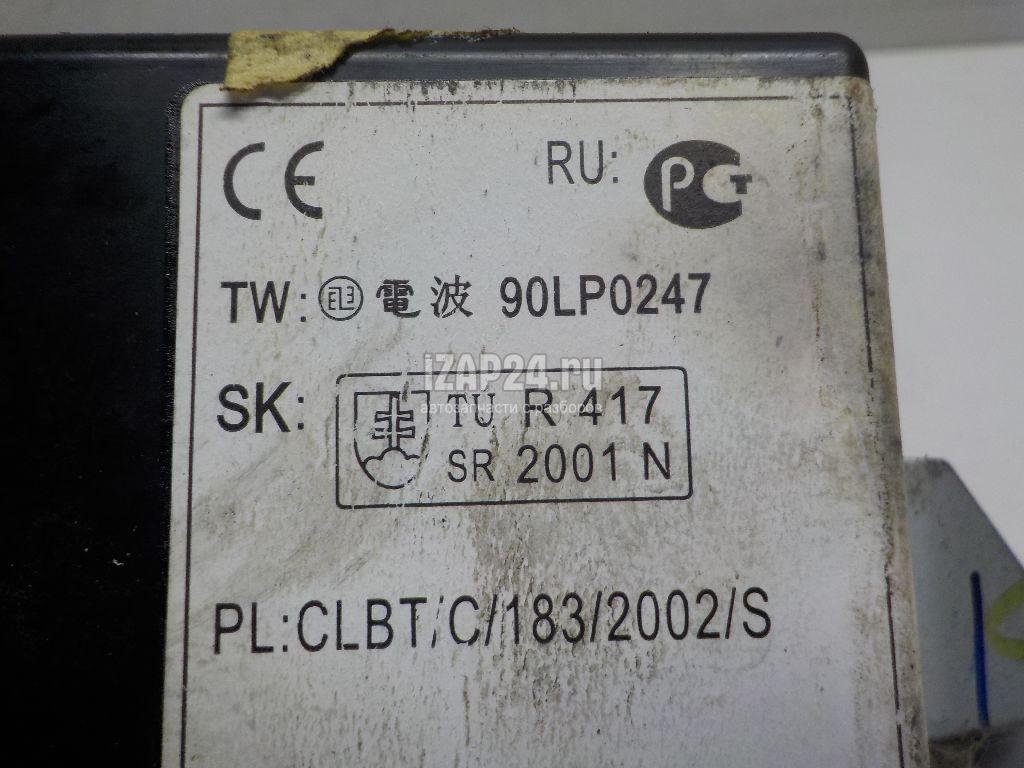 CE RU: PCT
TW: 電波 90LP0247
iZAP24.ru
автозапчасти с разборов
SK: TU R 417
SR 2001 N
PL:CLBT/C/183/2002/S